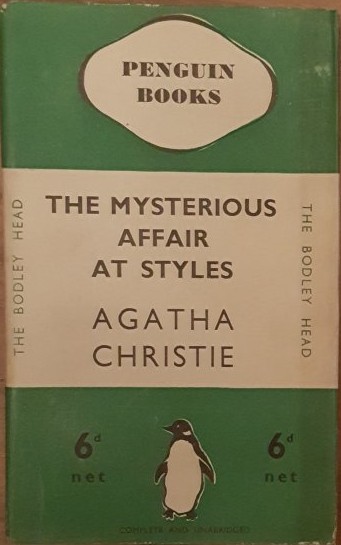 PENGUIN
BOOKS
THE BODLEY HEAD
THE MYSTERIOUS
AFFAIR
AT STYLES
AGATHA
CHRISTIE
THE BODLEY HEAD
6d
net
6d
net
COMPLETE AND UNABRIDGED